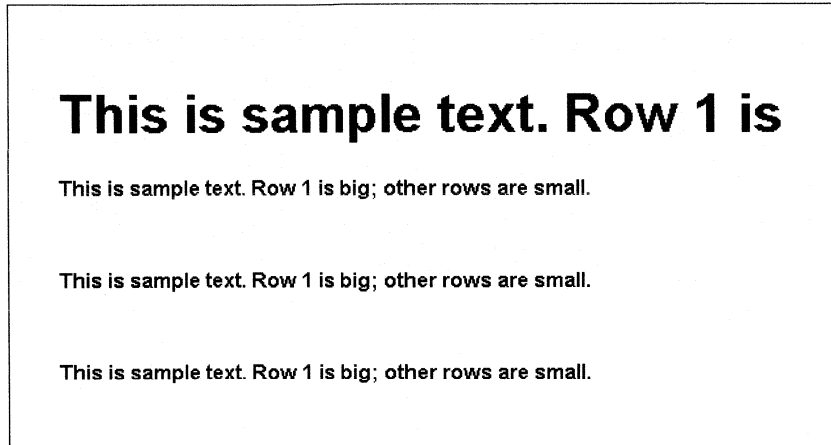 This is sample text. Row 1 is
This is sample text. Row 1 is big; other rows are small.
This is sample text. Row 1 is big; other rows are small.
This is sample text. Row 1 is big; other rows are small.